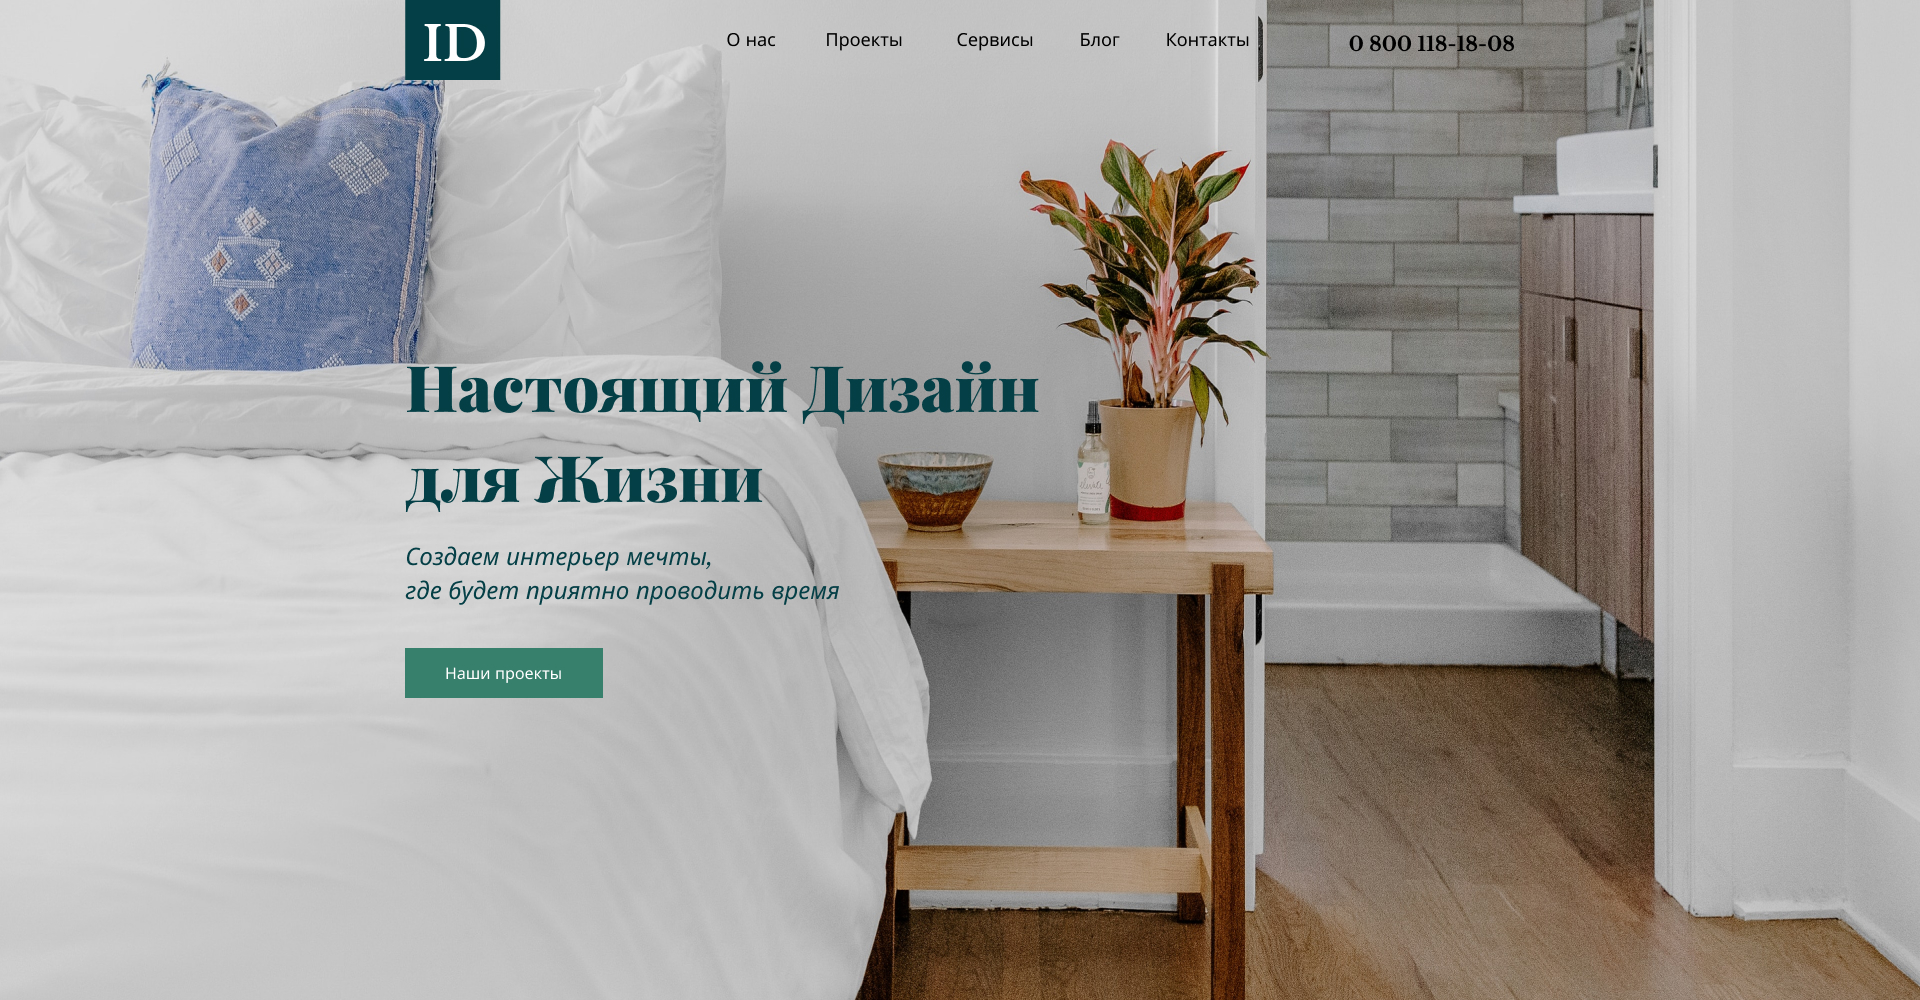 ID
О нас Проекты Сервисы Блог Контакты 0 800 118-18-08
Настоящий Дизайн
для Жизни
Создаем интерьер мечты,
где будет приятно проводить время
Наши проекты
elevate